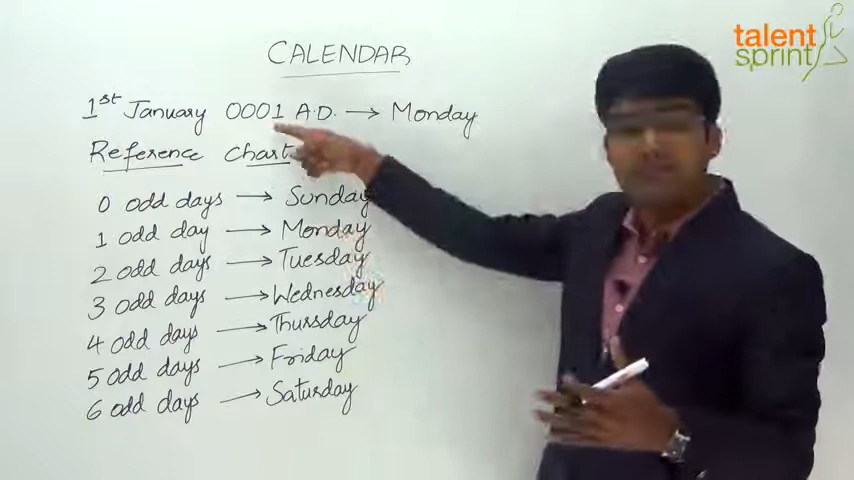 talent
sprint
CALENDAR
1st January 0001 A.D. → Monday
Reference Chart
0 odd days → Sunday
1 odd day → Monday
2 odd days → Tuesday
3 odd days → Wednesday
4 odd days → Thursday
5 odd days → Friday
6 odd days → Saturday